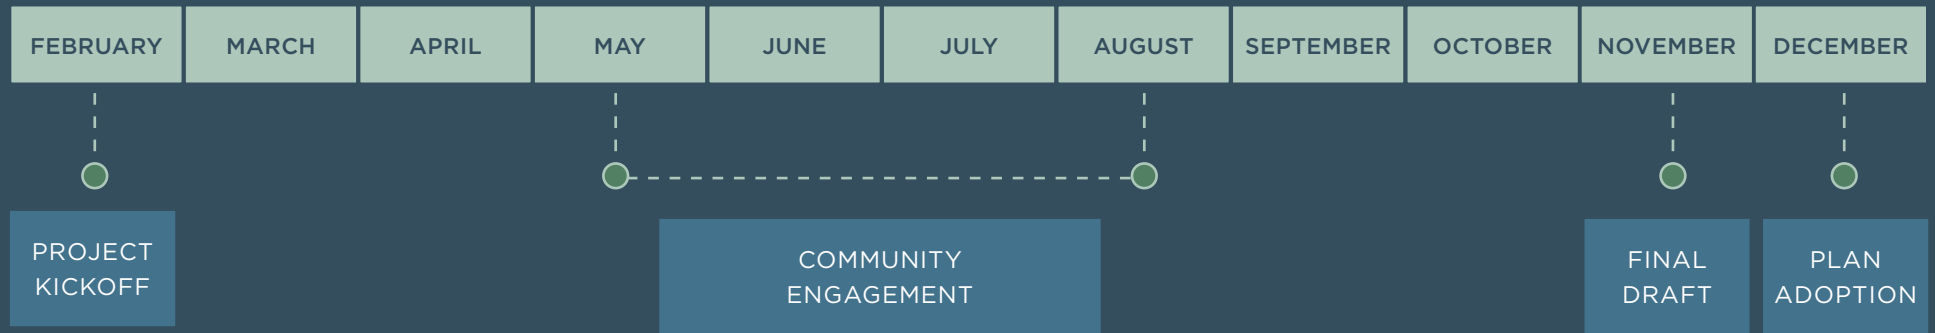 FEBRUARY MARCH APRIL MAY JUNE JULY AUGUST SEPTEMBER OCTOBER NOVEMBER DECEMBER
PROJECT
KICKOFF
COMMUNITY
ENGAGEMENT
FINAL
DRAFT
PLAN
ADOPTION